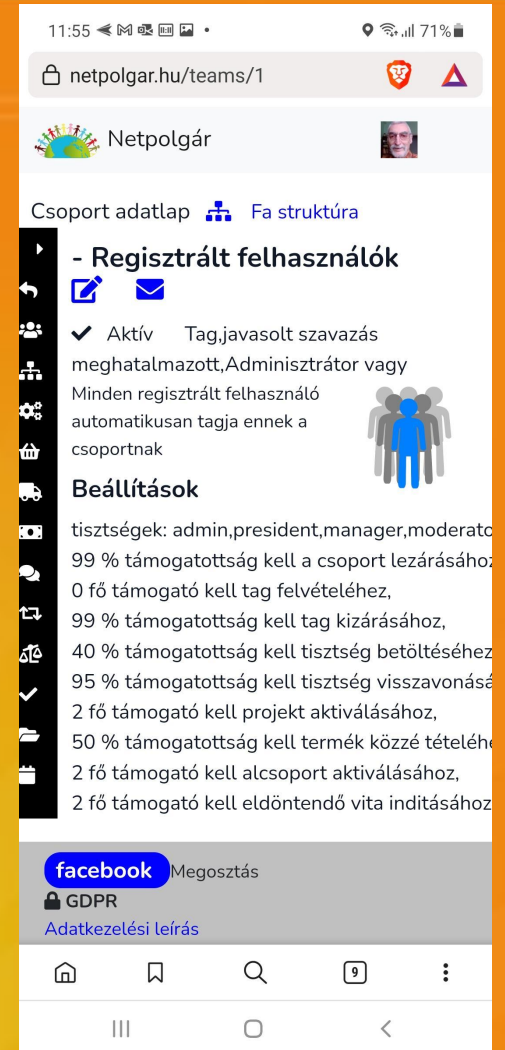 11:55
71%
netpolgar.hu/teams/1
Netpolgár
Csoport adatlap Fa struktúra
- Regisztrált felhasználók
Aktív Tag,javasolt szavazás
meghatalmazott,Adminisztrátor vagy
Minden regisztrált felhasználó
automatikusan tagja ennek a
csoportnak
Beállítások
tisztségek: admin,president,manager,moderato
99 % támogatottság kell a csoport lezárásáho
0 fő támogató kell tag felvételéhez,
99 % támogatottság kell tag kizárásához,
40 % támogatottság kell tisztség betöltéséhez
95 % támogatottság kell tisztség visszavonásá
2 fő támogató kell projekt aktiválásához,
50 % támogatottság kell termék közzé tételéh
2 fő támogató kell alcsoport aktiválásához,
2 fő támogató kell eldöntendő vita inditásához
facebook Megosztás
GDPR
Adatkezelési leírás
9